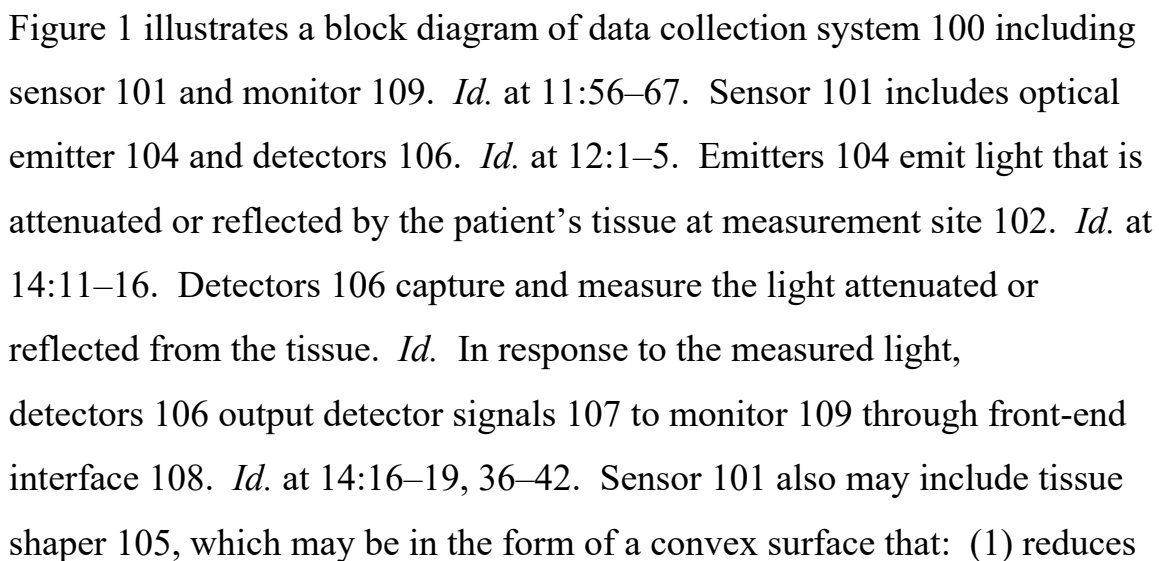 Figure 1 illustrates a block diagram of data collection system 100 including
sensor 101 and monitor 109.  Id. at 11:56–67.  Sensor 101 includes optical
emitter 104 and detectors 106.  Id. at 12:1–5.  Emitters 104 emit light that is
attenuated or reflected by the patient’s tissue at measurement site 102.  Id. at
14:11–16.  Detectors 106 capture and measure the light attenuated or
reflected from the tissue.  Id.  In response to the measured light,
detectors 106 output detector signals 107 to monitor 109 through front-end
interface 108.  Id. at 14:16–19, 36–42.  Sensor 101 also may include tissue
shaper 105, which may be in the form of a convex surface that:  (1) reduces